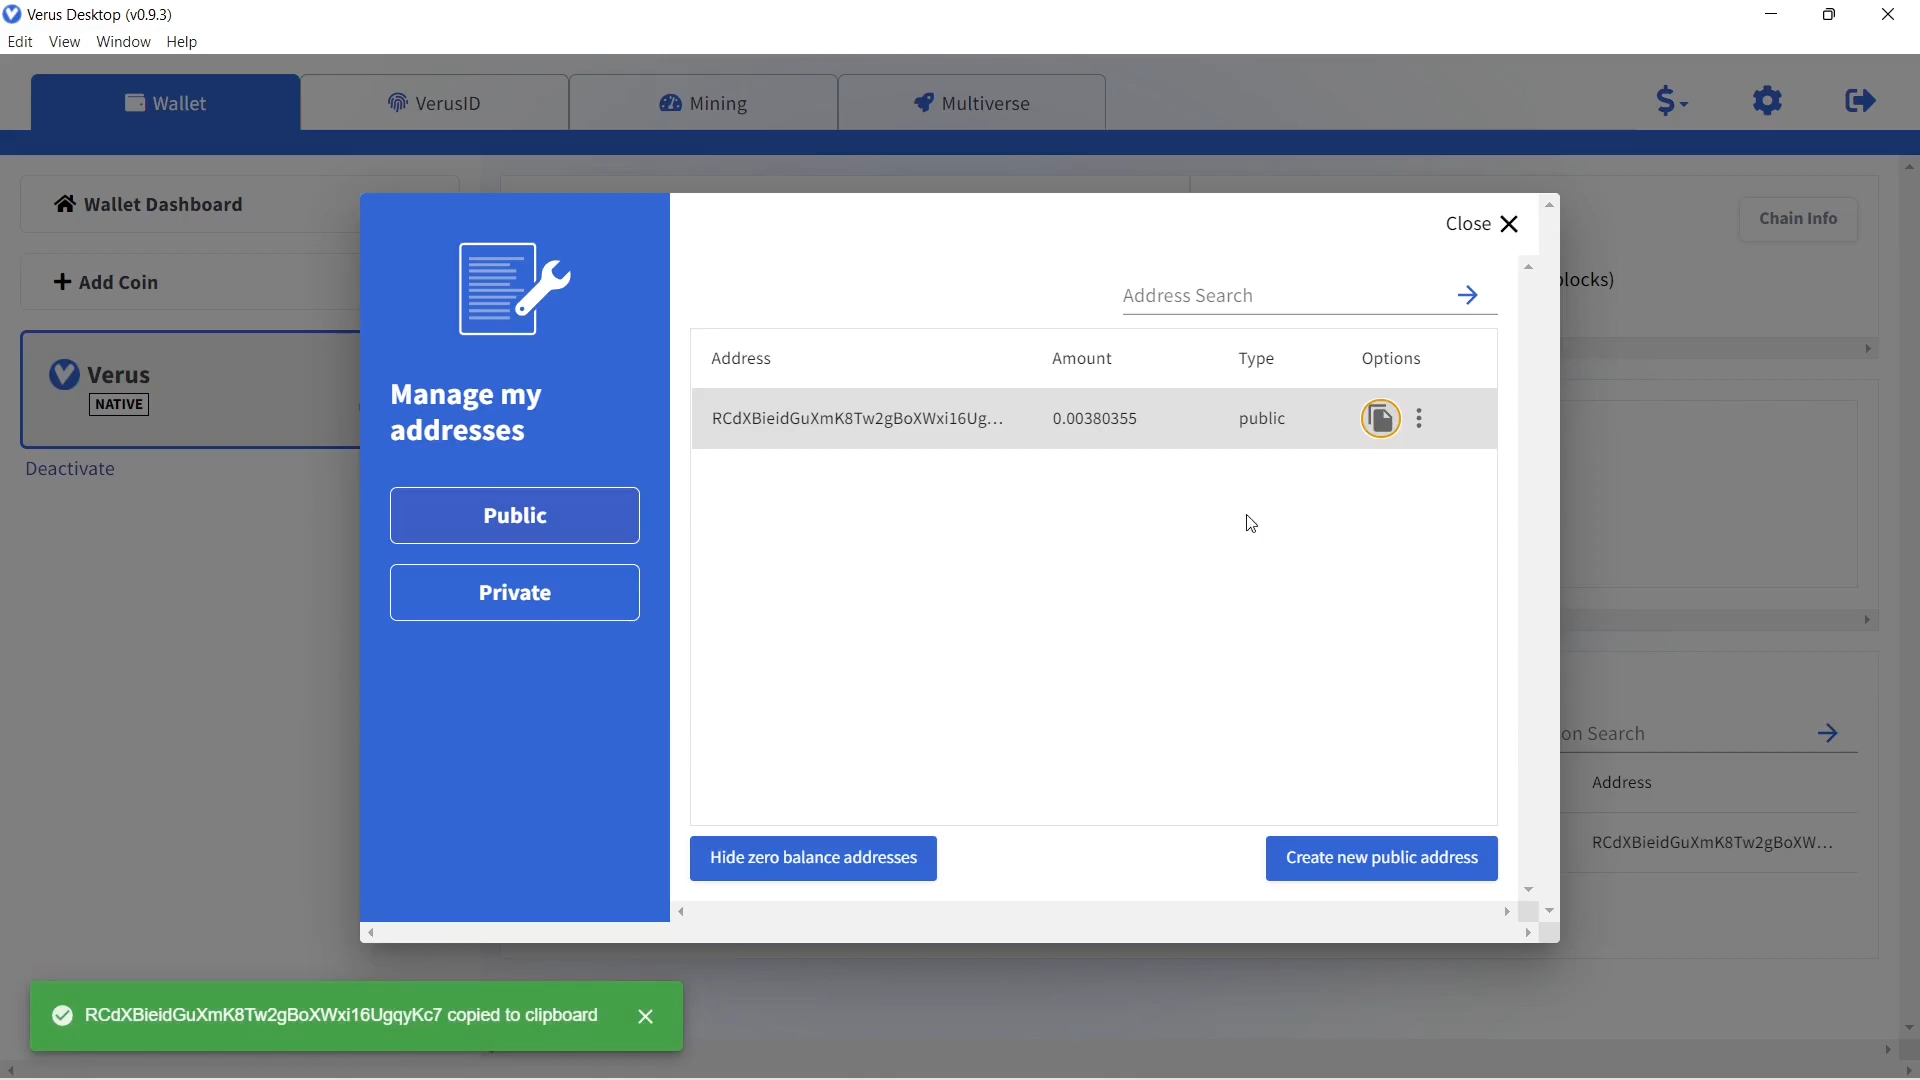 Verus Desktop (v0.9.3)
Edit View Window Help
Wallet VerusID Mining Multiverse $
Wallet Dashboard
Add Coin
Verus
NATIVE
Deactivate
Manage my
addresses
Public
Private
Close
Address Search
Address Amount Type Options
RCdXBieidGuXmK8Tw2gBoXWxi16Ug... 0.00380355 public
Hide zero balance addresses Create new public address
Chain Info
locks)
on Search
Address
RCdXBieidGuXmK8Tw2gBoXW...
RCdXBieidGuXmK8Tw2gBoXWxi16UgqyKc7 copied to clipboard